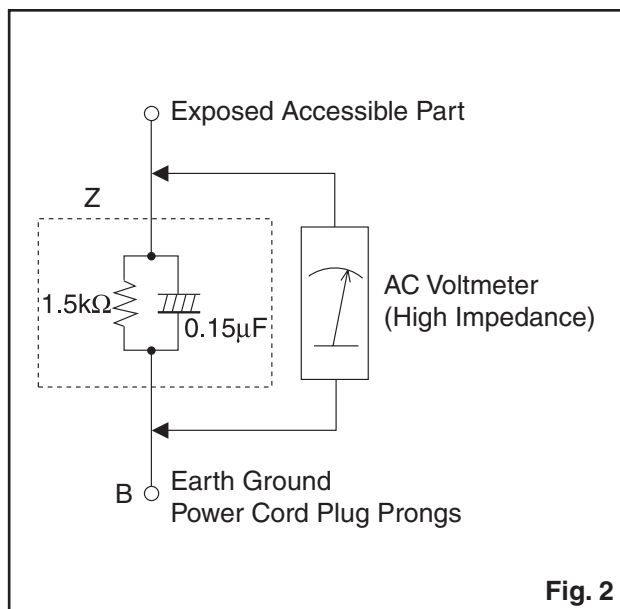 Exposed Accessible Part
Z
1.5kΩ
0.15µF
AC Voltmeter
(High Impedance)
B
Earth Ground
Power Cord Plug Prongs
Fig. 2